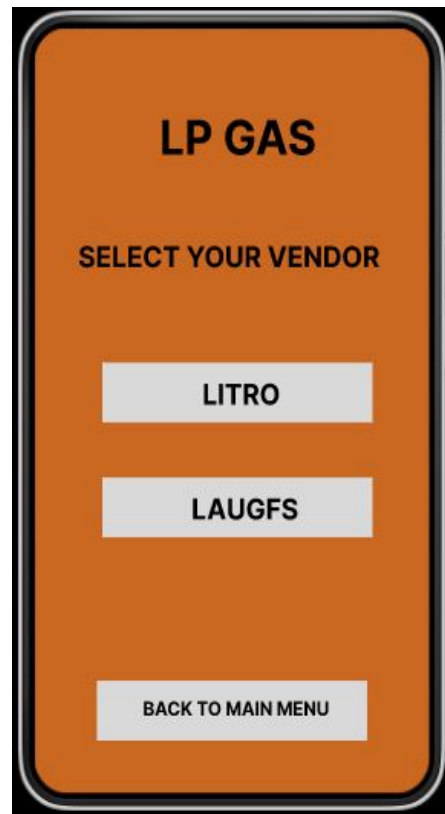 LP GAS
SELECT YOUR VENDOR
LITRO
LAUGFS
BACK TO MAIN MENU